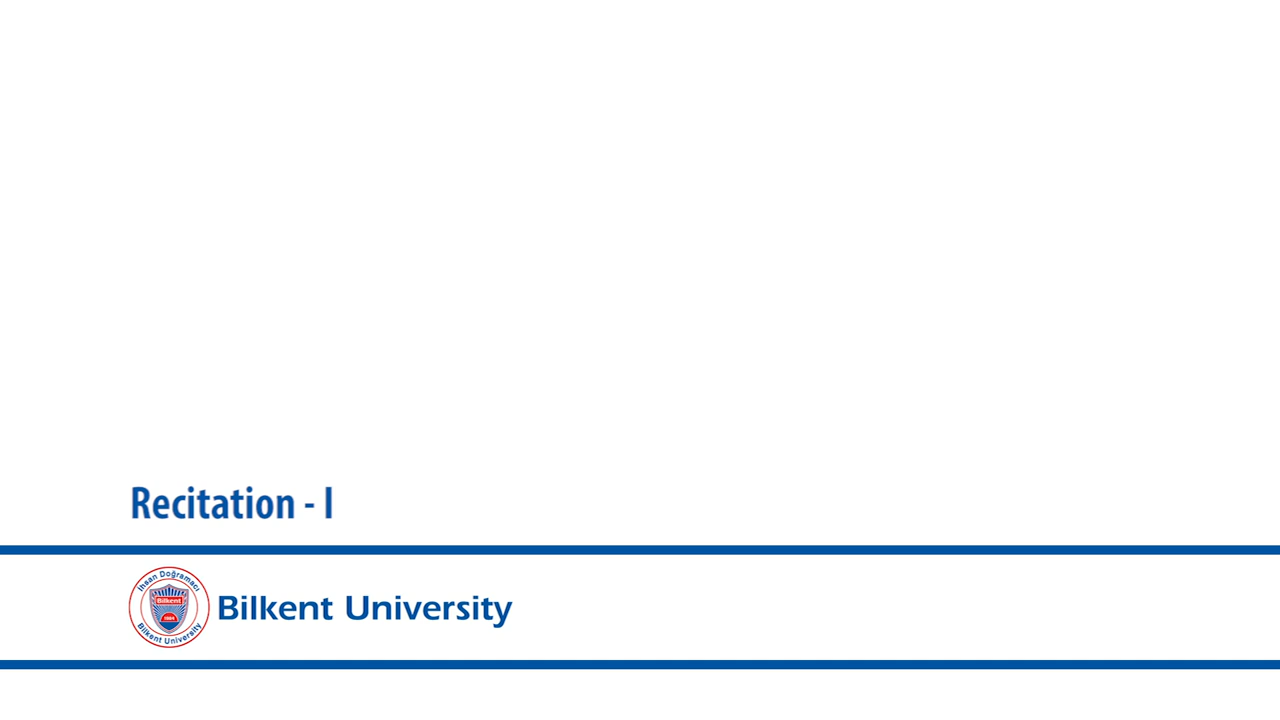 Recitation - I
İhsan Doğramacı
Bilkent
1984
Bilkent University
Bilkent University